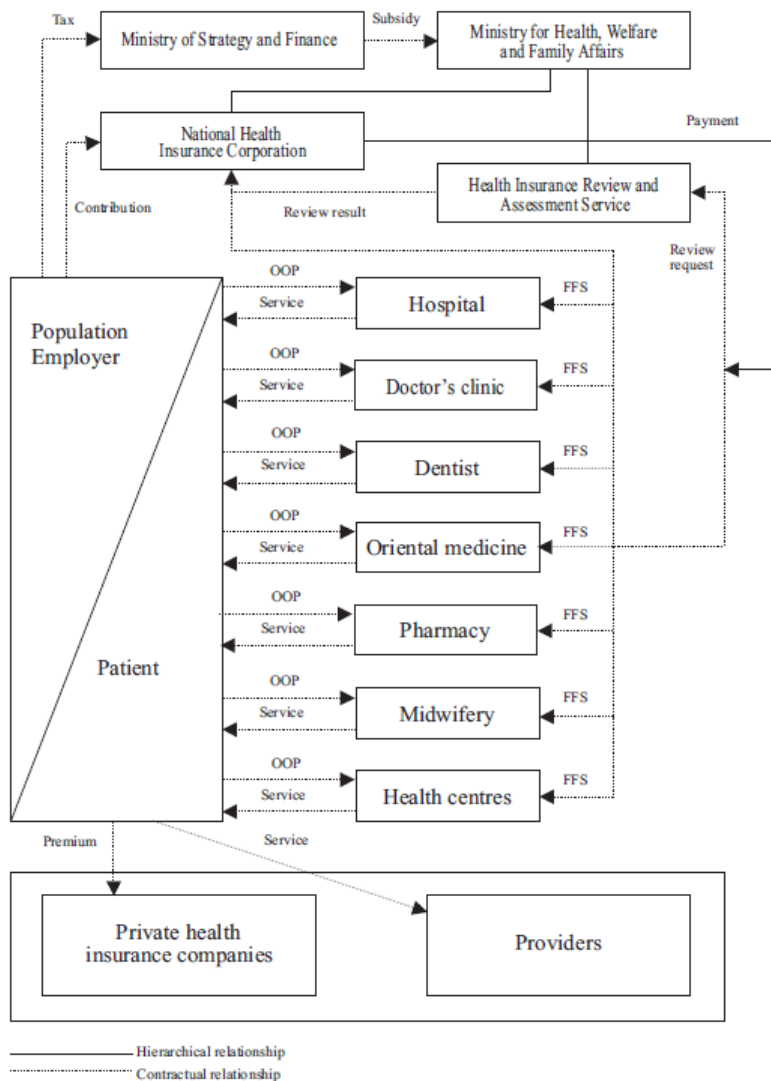 Tax
Subsidy
Ministry of Strategy and Finance
Ministry for Health, Welfare
and Family Affairs
National Health
Insurance Corporation
Payment
Contribution
Review result
Health Insurance Review and
Assessment Service
Review
request
Population
Employer
Patient
OOP
Service
Hospital
FFS
OOP
Service
Doctor's clinic
FFS
OOP
Service
Dentist
FFS
OOP
Service
Oriental medicine
FFS
OOP
Service
Pharmacy
FFS
OOP
Service
Midwifery
FFS
OOP
Service
Health centres
FFS
Premium
Service
Private health
insurance companies
Providers
Hierarchical relationship
Contractual relationship